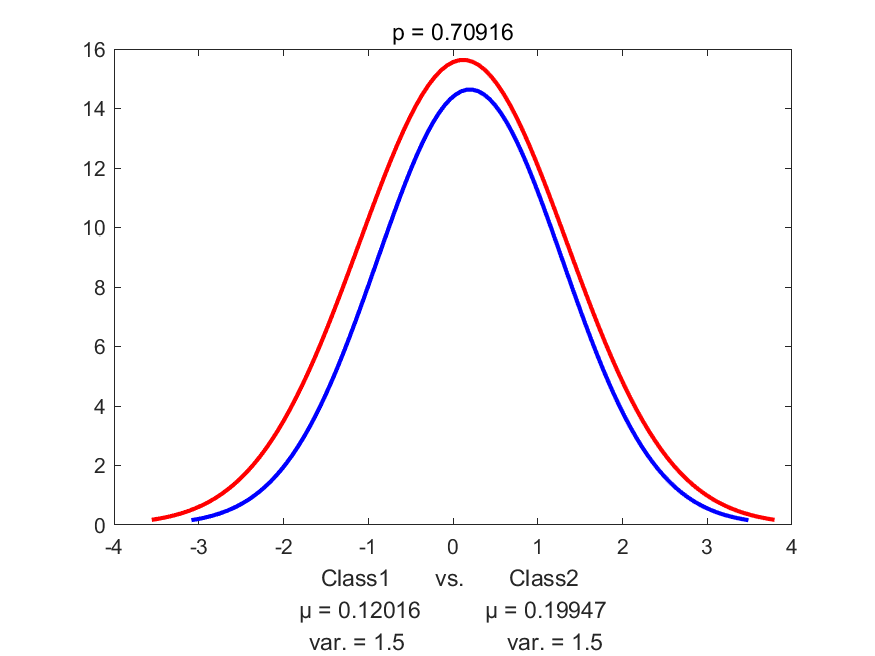 p = 0.70916
16
14
12
10
8
6
4
2
0
-4 -3 -2 -1 0 1 2 3 4
Class1 vs. Class2
μ = 0.12016 μ = 0.19947
var. = 1.5 var. = 1.5